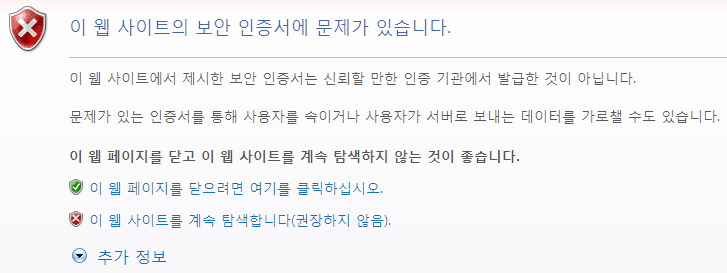 이 웹 사이트의 보안 인증서에 문제가 있습니다.
이 웹 사이트에서 제시한 보안 인증서는 신뢰할 만한 인증 기관에서 발급한 것이 아닙니다.
문제가 있는 인증서를 통해 사용자를 속이거나 사용자가 서버로 보내는 데이터를 가로챌 수도 있습니다.
이 웹 페이지를 닫고 이 웹 사이트를 계속 탐색하지 않는 것이 좋습니다.
이 웹 페이지를 닫으려면 여기를 클릭하십시오.
이 웹 사이트를 계속 탐색합니다(권장하지 않음).
추가 정보